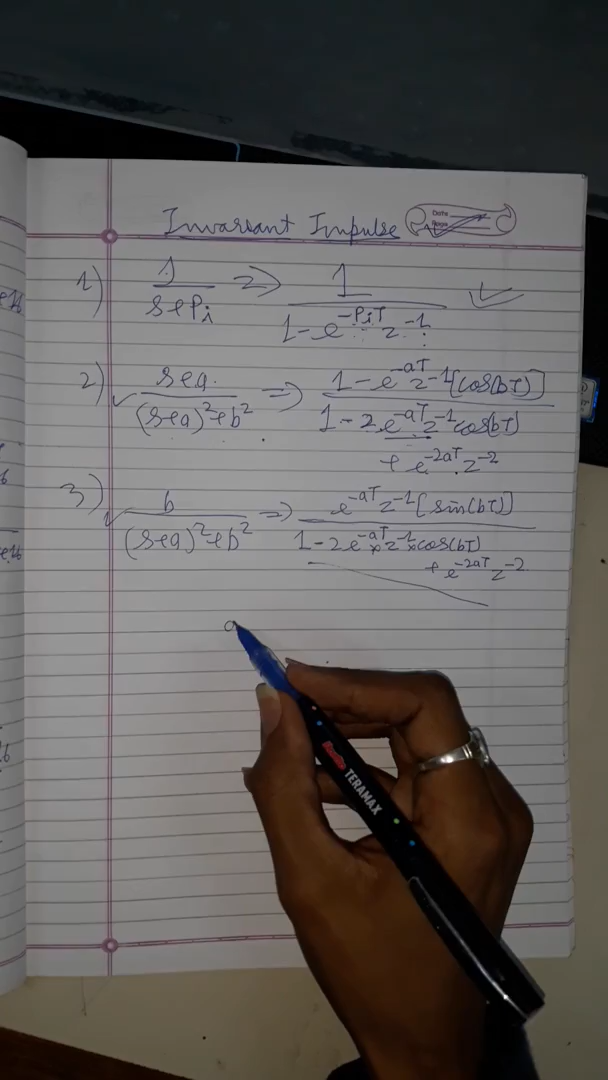 Invariant Impulse
Date
1) 1 / s+Pi => 1 / 1-e^-PiT z^-1
2) s+a. / (s+a)^2+b^2 => 1-e^-aT z^-1[cos(bT)] / 1-2e^-aT z^-1 cos(bT) + e^-2aT z^-2
3) b / (s+a)^2+b^2 => e^-aT z^-1[sin(bT)] / 1-2e^-aT z^-1 cos(bT) + e^-2aT z^-2
a
TERAMAX